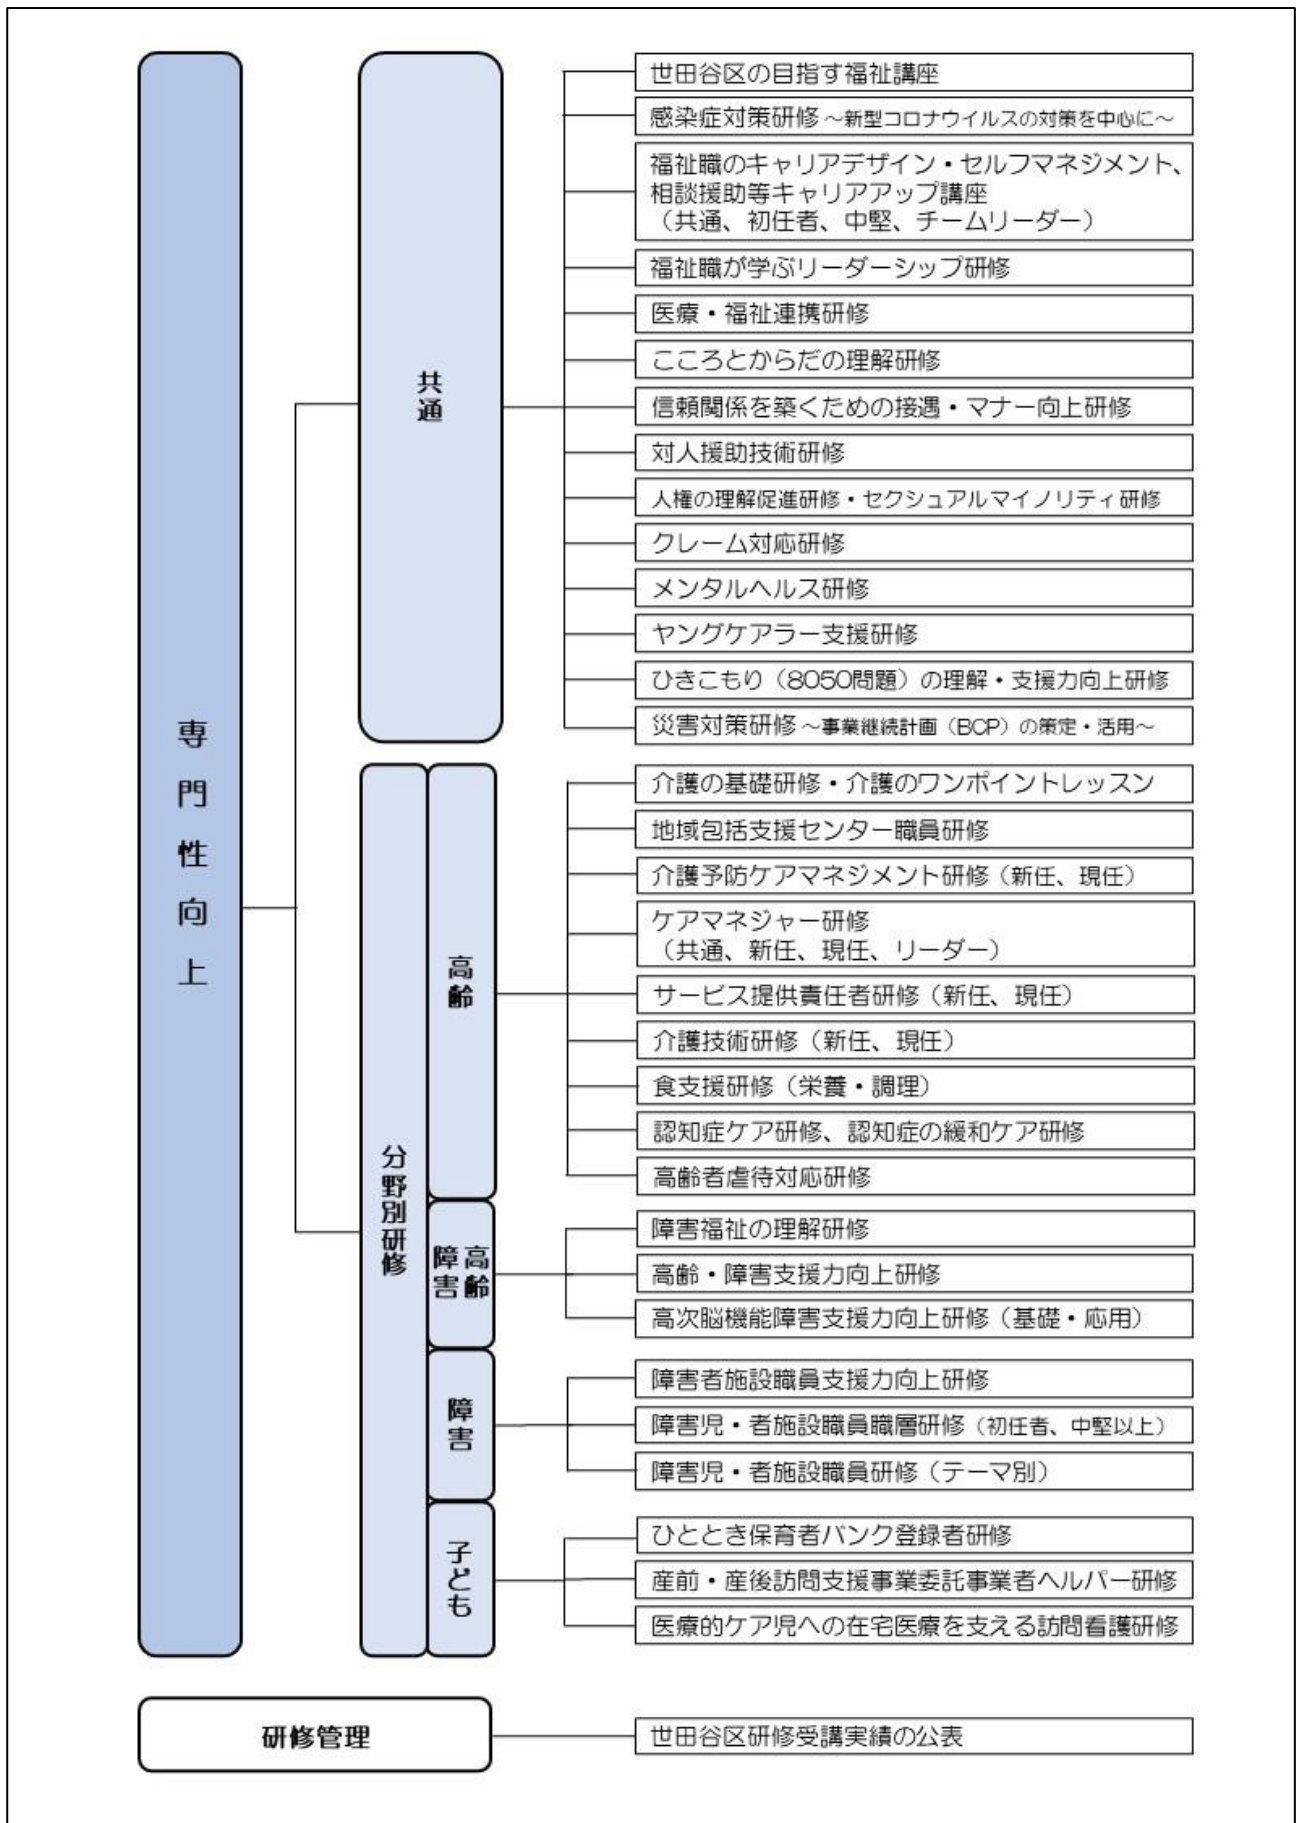 専門性向上
共通
世田谷区の目指す福祉講座
感染症対策研修 ～新型コロナウイルスの対策を中心に～
福祉職のキャリアデザイン・セルフマネジメント、
相談援助等キャリアアップ講座
（共通、初任者、中堅、チームリーダー）
福祉職が学ぶリーダーシップ研修
医療・福祉連携研修
こころとからだの理解研修
信頼関係を築くための接遇・マナー向上研修
対人援助技術研修
人権の理解促進研修・セクシュアルマイノリティ研修
クレーム対応研修
メンタルヘルス研修
ヤングケアラー支援研修
ひきこもり（8050問題）の理解・支援力向上研修
災害対策研修 ～事業継続計画（BCP）の策定・活用～
分野別研修
高齢
介護の基礎研修・介護のワンポイントレッスン
地域包括支援センター職員研修
介護予防ケアマネジメント研修（新任、現任）
ケアマネジャー研修
（共通、新任、現任、リーダー）
サービス提供責任者研修（新任、現任）
介護技術研修（新任、現任）
食支援研修（栄養・調理）
認知症ケア研修、認知症の緩和ケア研修
高齢者虐待対応研修
高齢
障害
障害福祉の理解研修
高齢・障害支援力向上研修
高次脳機能障害支援力向上研修（基礎・応用）
障害
障害者施設職員支援力向上研修
障害児・者施設職員職層研修（初任者、中堅以上）
障害児・者施設職員研修（テーマ別）
子ども
ひととき保育者バンク登録者研修
産前・産後訪問支援事業委託事業者ヘルパー研修
医療的ケア児への在宅医療を支える訪問看護研修
研修管理
世田谷区研修受講実績の公表